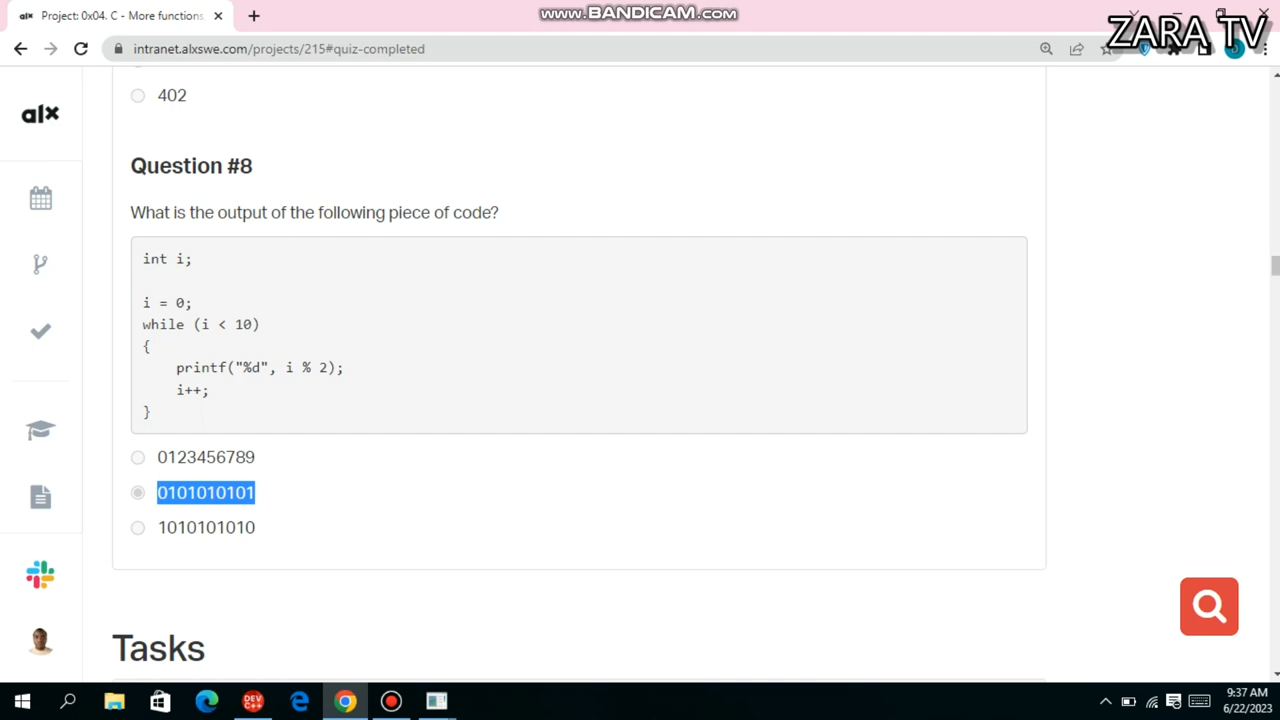 www.BANDICAM.com
alx Project: 0x04. C - More functions,
ZARA TV
intranet.alxswe.com/projects/215#quiz-completed
alx
402
Question #8
What is the output of the following piece of code?
int i;
i = 0;
while (i < 10)
{
printf("%d", i % 2);
i++;
}
0123456789
0101010101
1010101010
Tasks
DEV
C++
9:37 AM
6/22/2023